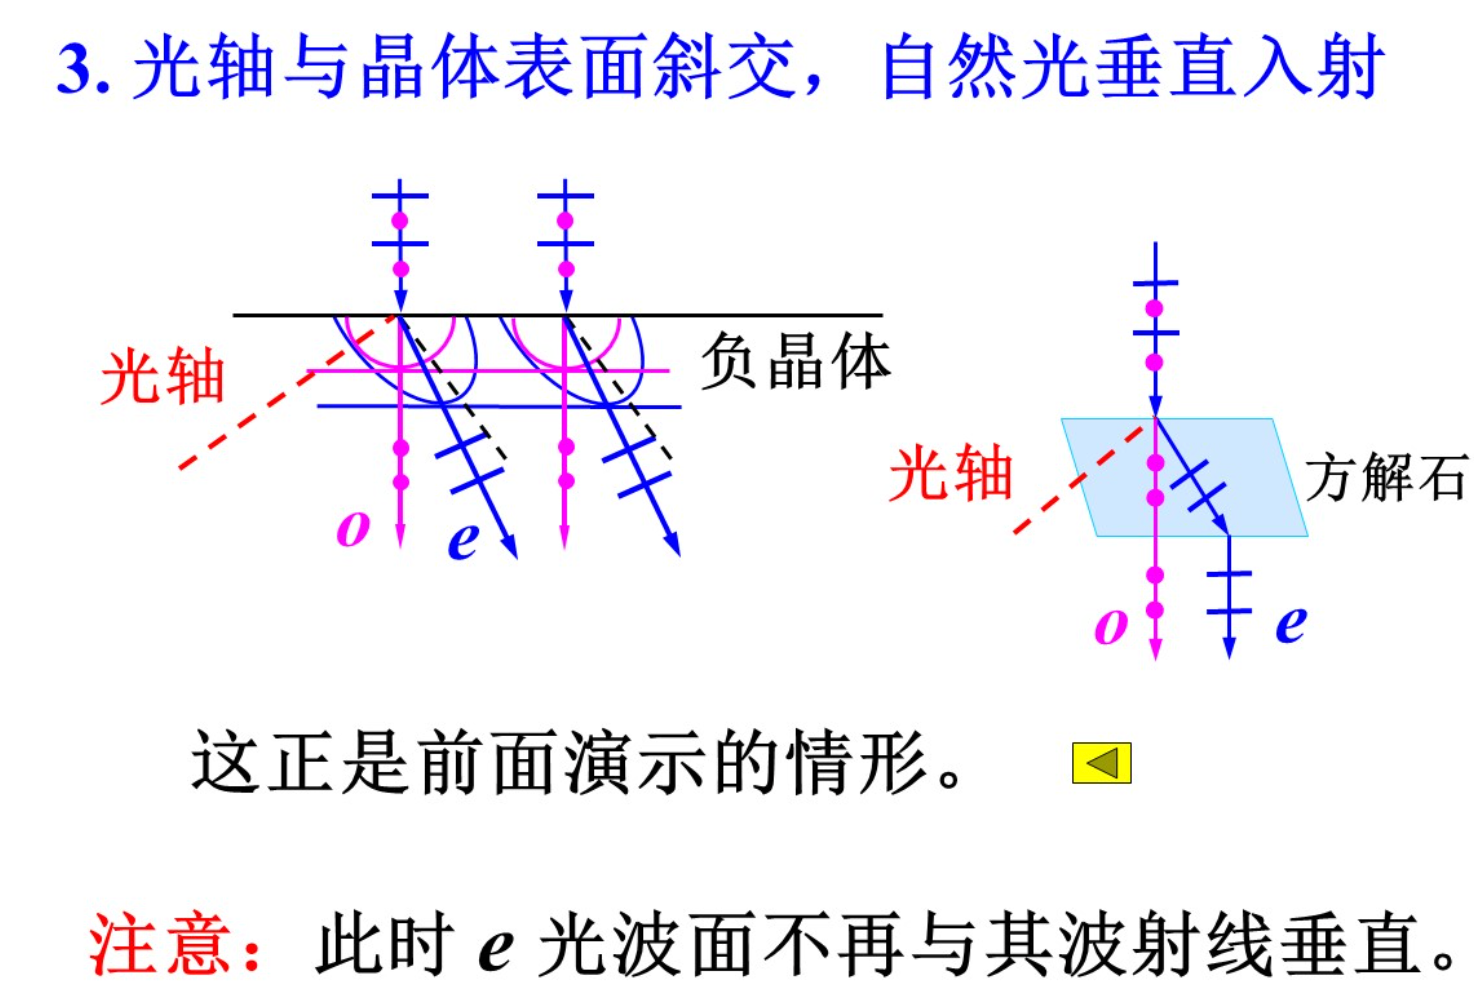 3. 光轴与晶体表面斜交，自然光垂直入射
光轴
负晶体
o
e
光轴
方解石
o
e
这正是前面演示的情形。
注意：此时 e 光波面不再与其波射线垂直。